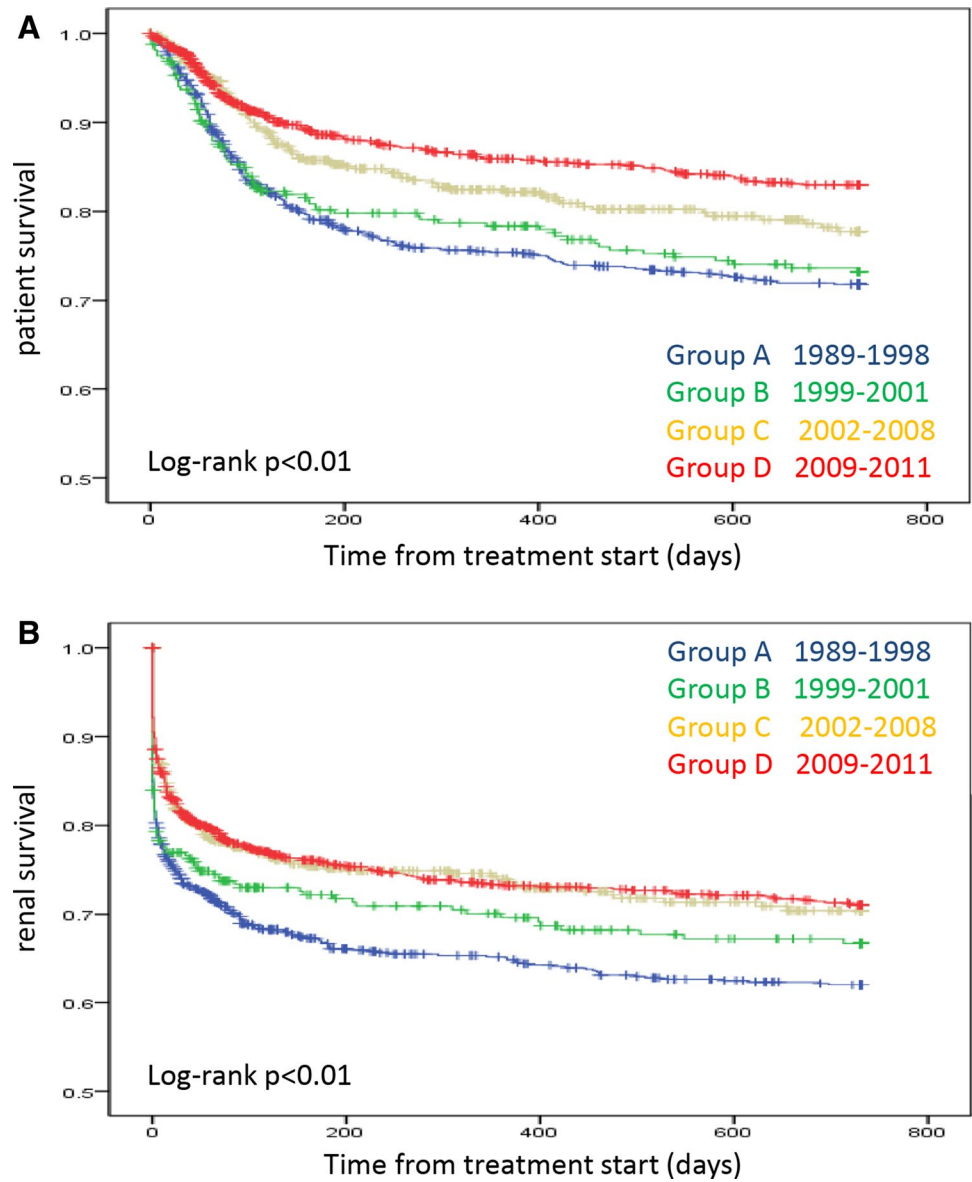 A
1.0
0.9
0.8
0.7
0.6
0.5
patient survival
Group A 1989-1998
Group B 1999-2001
Group C 2002-2008
Group D 2009-2011
Log-rank p<0.01
0 200 400 600 800
Time from treatment start (days)
B
1.0
0.9
0.8
0.7
0.6
0.5
renal survival
Group A 1989-1998
Group B 1999-2001
Group C 2002-2008
Group D 2009-2011
Log-rank p<0.01
0 200 400 600 800
Time from treatment start (days)